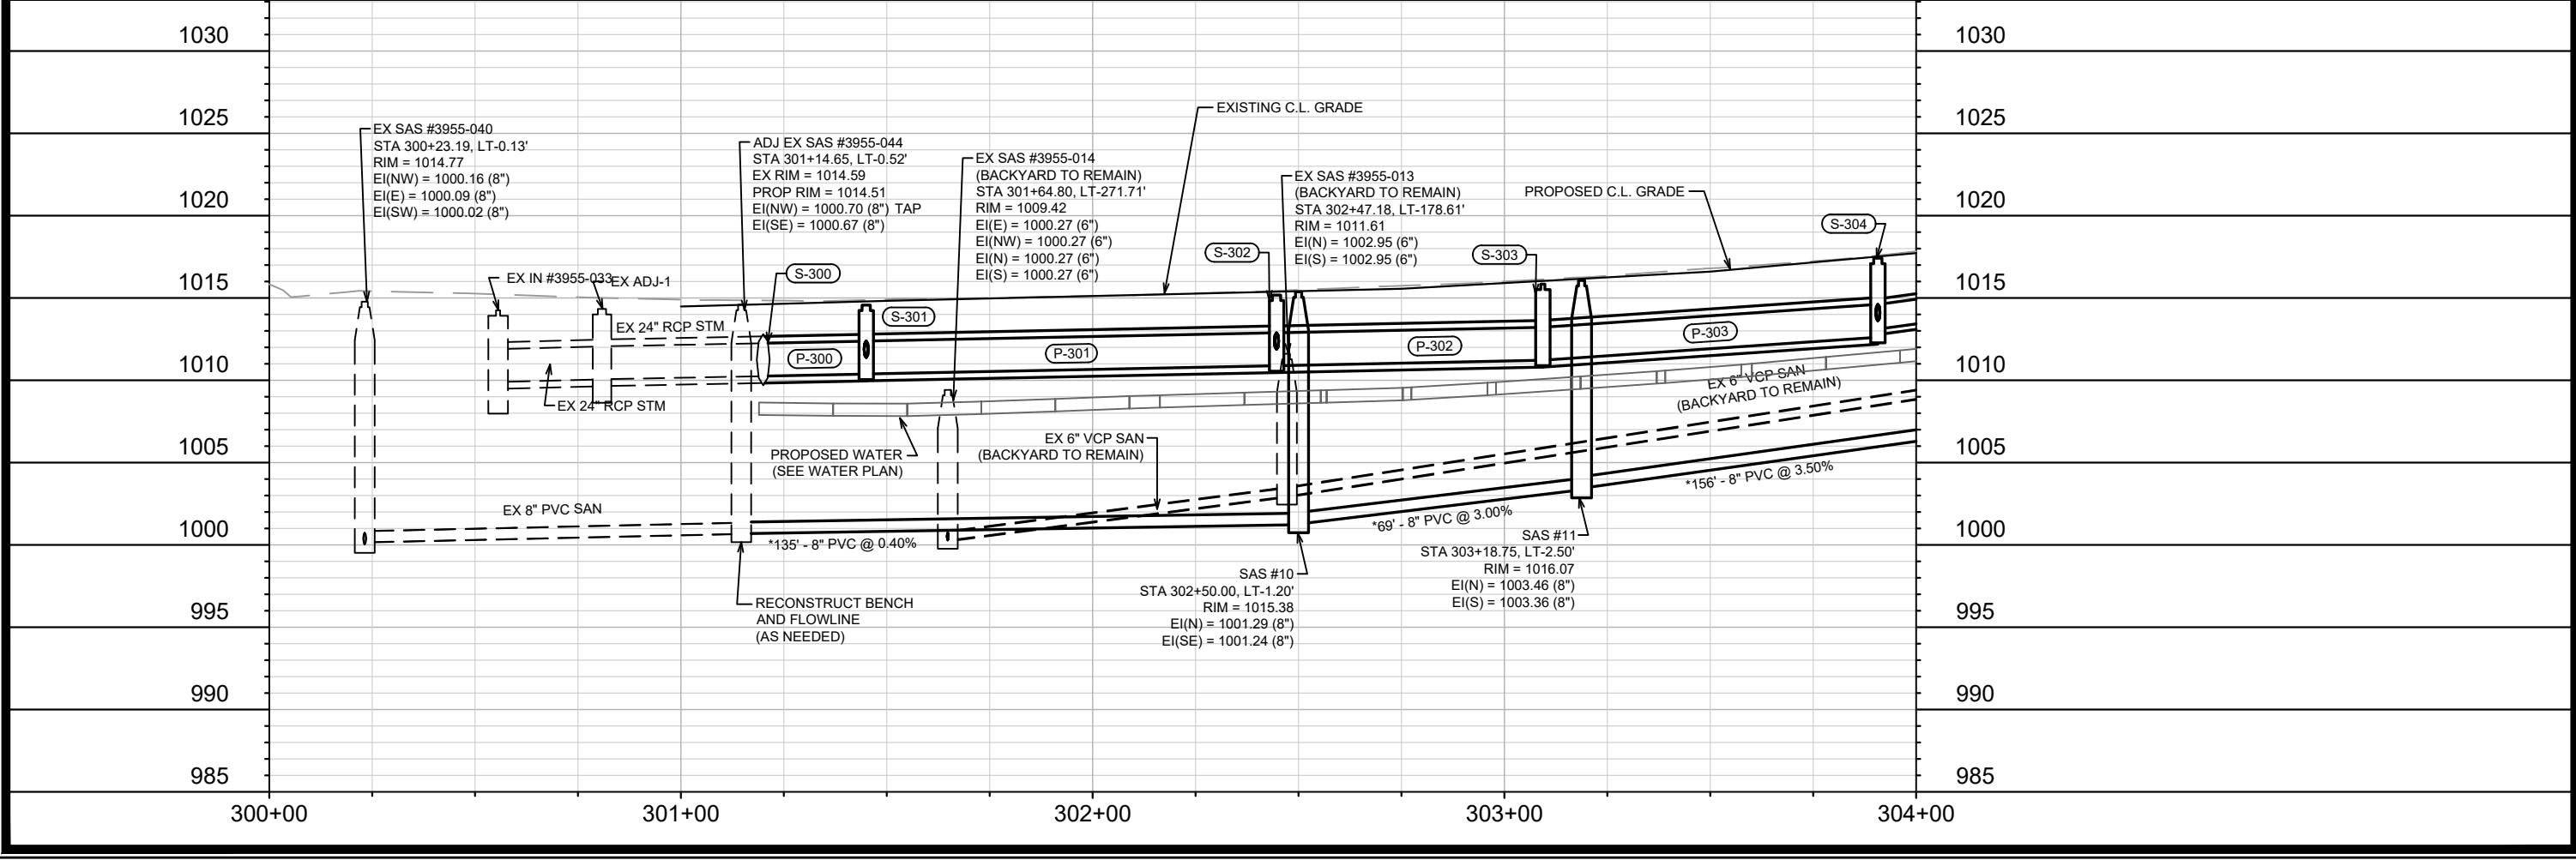 1030
1025
1020
1015
1010
1005
1000
995
990
985
EX SAS #3955-040
STA 300+23.19, LT-0.13'
RIM = 1014.77
EI(NW) = 1000.16 (8")
EI(E) = 1000.09 (8")
EI(SW) = 1000.02 (8")
EX IN #3955-033
EX ADJ-1
EX 24" RCP STM
EX 24" RCP STM
EX 8" PVC SAN
ADJ EX SAS #3955-044
STA 301+14.65, LT-0.52'
EX RIM = 1014.59
PROP RIM = 1014.51
EI(NW) = 1000.70 (8") TAP
EI(SE) = 1000.67 (8")
S-300
S-301
P-300
PROPOSED WATER
(SEE WATER PLAN)
*135' - 8" PVC @ 0.40%
RECONSTRUCT BENCH
AND FLOWLINE
(AS NEEDED)
EX SAS #3955-014
(BACKYARD TO REMAIN)
STA 301+64.80, LT-271.71'
RIM = 1009.42
EI(E) = 1000.27 (6")
EI(NW) = 1000.27 (6")
EI(N) = 1000.27 (6")
EI(S) = 1000.27 (6")
P-301
EX 6" VCP SAN
(BACKYARD TO REMAIN)
EXISTING C.L. GRADE
S-302
EX SAS #3955-013
(BACKYARD TO REMAIN)
STA 302+47.18, LT-178.61'
RIM = 1011.61
EI(N) = 1002.95 (6")
EI(S) = 1002.95 (6")
P-302
*69' - 8" PVC @ 3.00%
SAS #10
STA 302+50.00, LT-1.20'
RIM = 1015.38
EI(N) = 1001.29 (8")
EI(SE) = 1001.24 (8")
PROPOSED C.L. GRADE
S-303
S-304
P-303
EX 6" VCP SAN
(BACKYARD TO REMAIN)
*156' - 8" PVC @ 3.50%
SAS #11
STA 303+18.75, LT-2.50'
RIM = 1016.07
EI(N) = 1003.46 (8")
EI(S) = 1003.36 (8")
1030
1025
1020
1015
1010
1005
1000
995
990
985
300+00
301+00
302+00
303+00
304+00